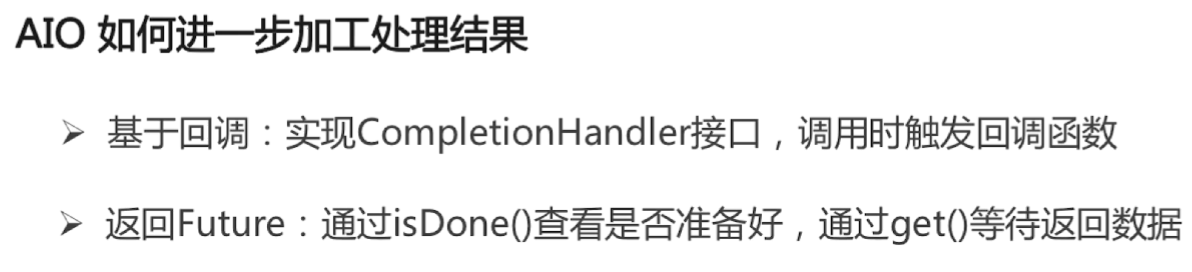 AIO 如何进一步加工处理结果
➢ 基于回调：实现CompletionHandler接口，调用时触发回调函数
➢ 返回Future：通过isDone()查看是否准备好，通过get()等待返回数据